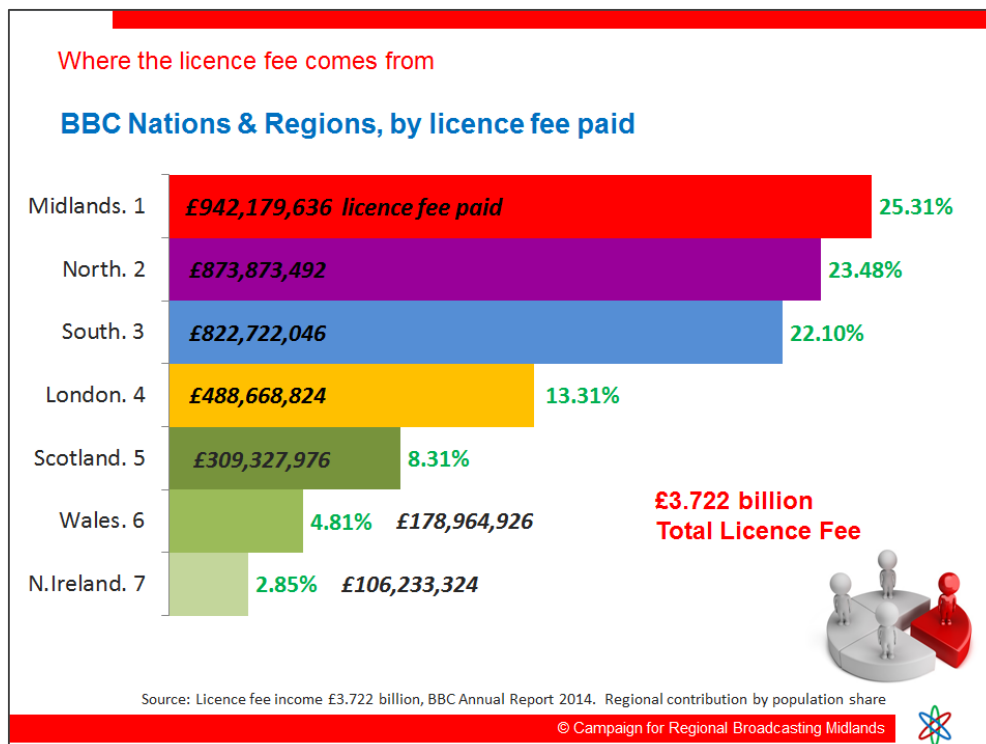 Where the licence fee comes from
BBC Nations & Regions, by licence fee paid
Midlands. 1 £942,179,636 licence fee paid 25.31%
North. 2 £873,873,492 23.48%
South. 3 £822,722,046 22.10%
London. 4 £488,668,824 13.31%
Scotland. 5 £309,327,976 8.31%
Wales. 6 4.81% £178,964,926
N.Ireland. 7 2.85% £106,233,324
£3.722 billion
Total Licence Fee
Source: Licence fee income £3.722 billion, BBC Annual Report 2014. Regional contribution by population share
© Campaign for Regional Broadcasting Midlands